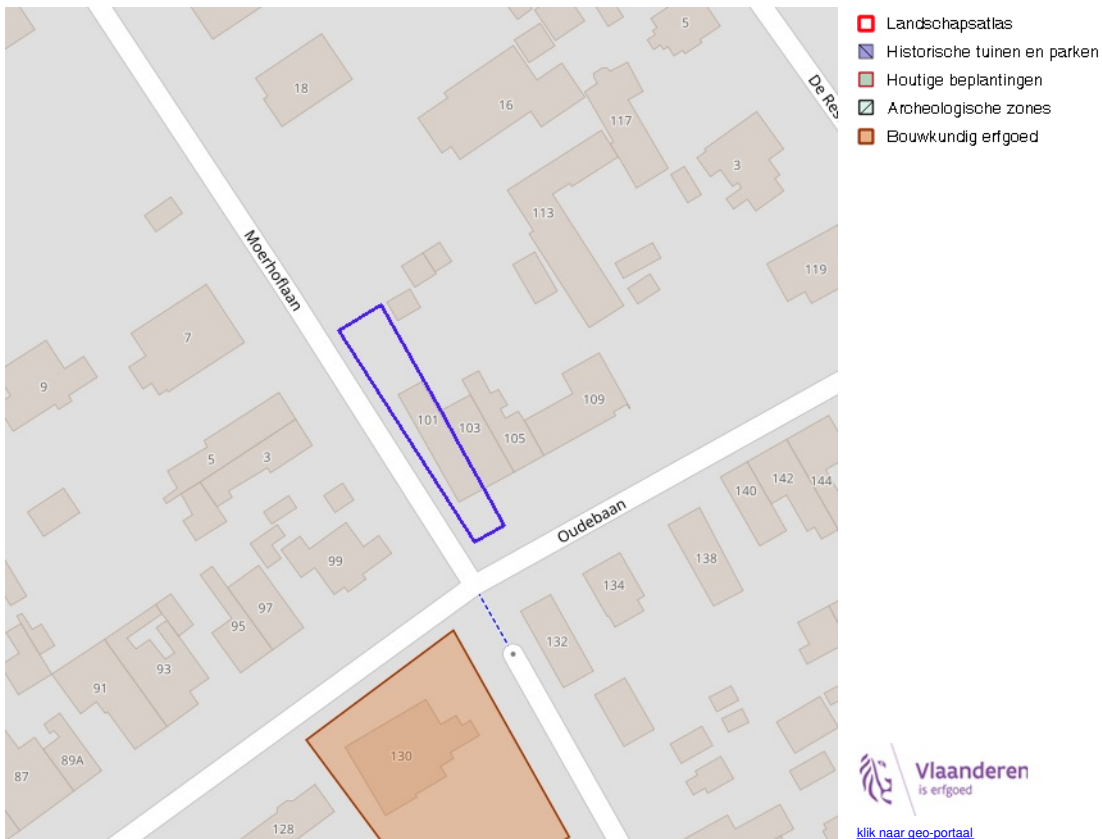 Landschapsatlas
Historische tuinen en parken
Houtige beplantingen
Archeologische zones
Bouwkundig erfgoed
5
18
16
De Res
117
3
113
Moerhoflaan
119
7
9
109
101
103
105
5
3
142
144
140
Oudebaan
138
99
134
97
95
132
93
91
130
89A
87
128
Vlaanderen
is erfgoed
klik naar geo-portaal